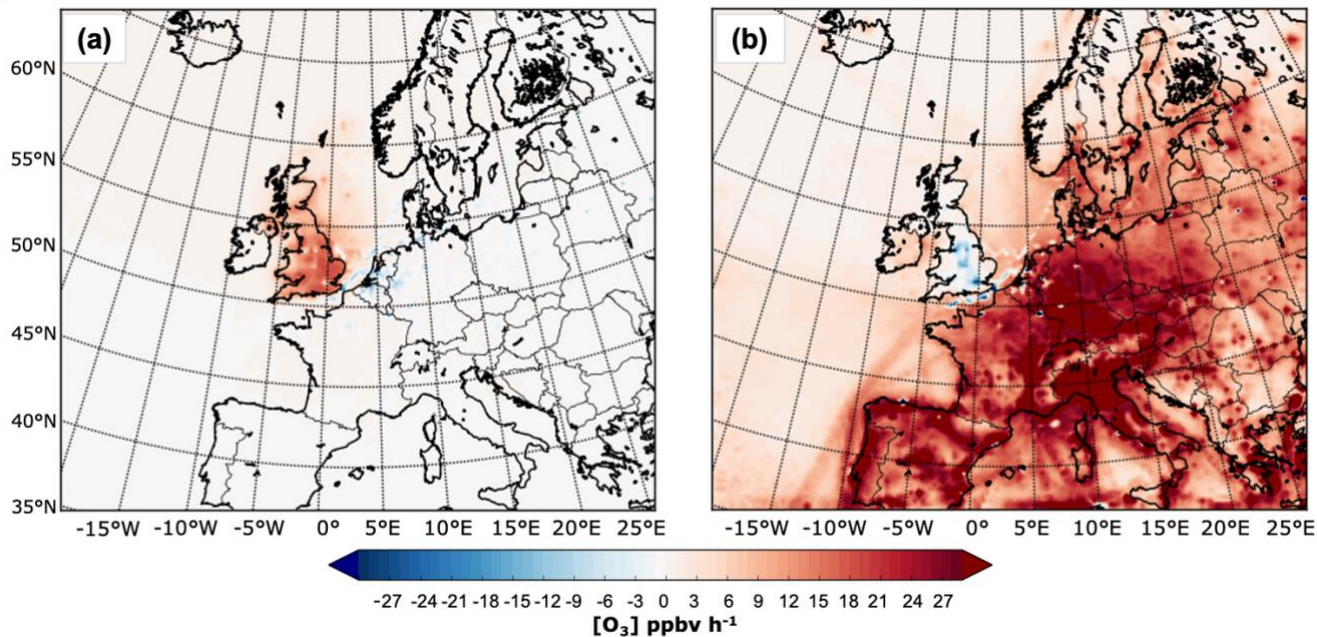 (a)
(b)
60°N
55°N
50°N
45°N
40°N
35°N
-15°W -10°W -5°W 0° 5°E 10°E 15°E 20°E 25°E
-15°W -10°W -5°W 0° 5°E 10°E 15°E 20°E 25°E
-27 -24 -21 -18 -15 -12 -9 -6 -3 0 3 6 9 12 15 18 21 24 27
[O₃] ppbv h⁻¹